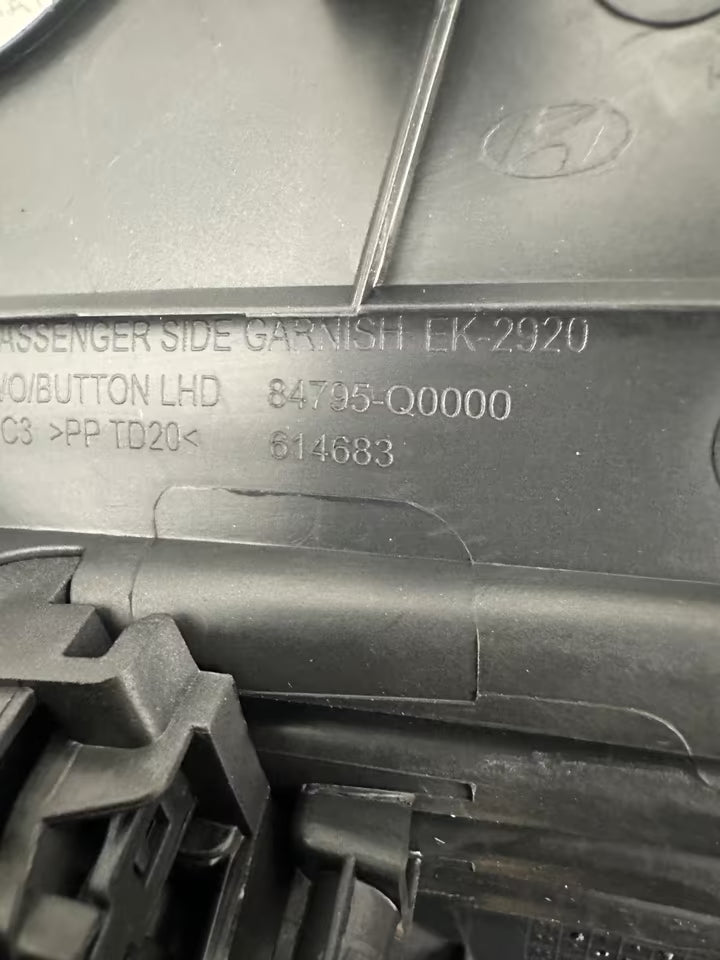 ASSENGER SIDE GARNISH EK-2920
/O/BUTTON LHD 84795-Q0000
C3 >PP TD20< 614683